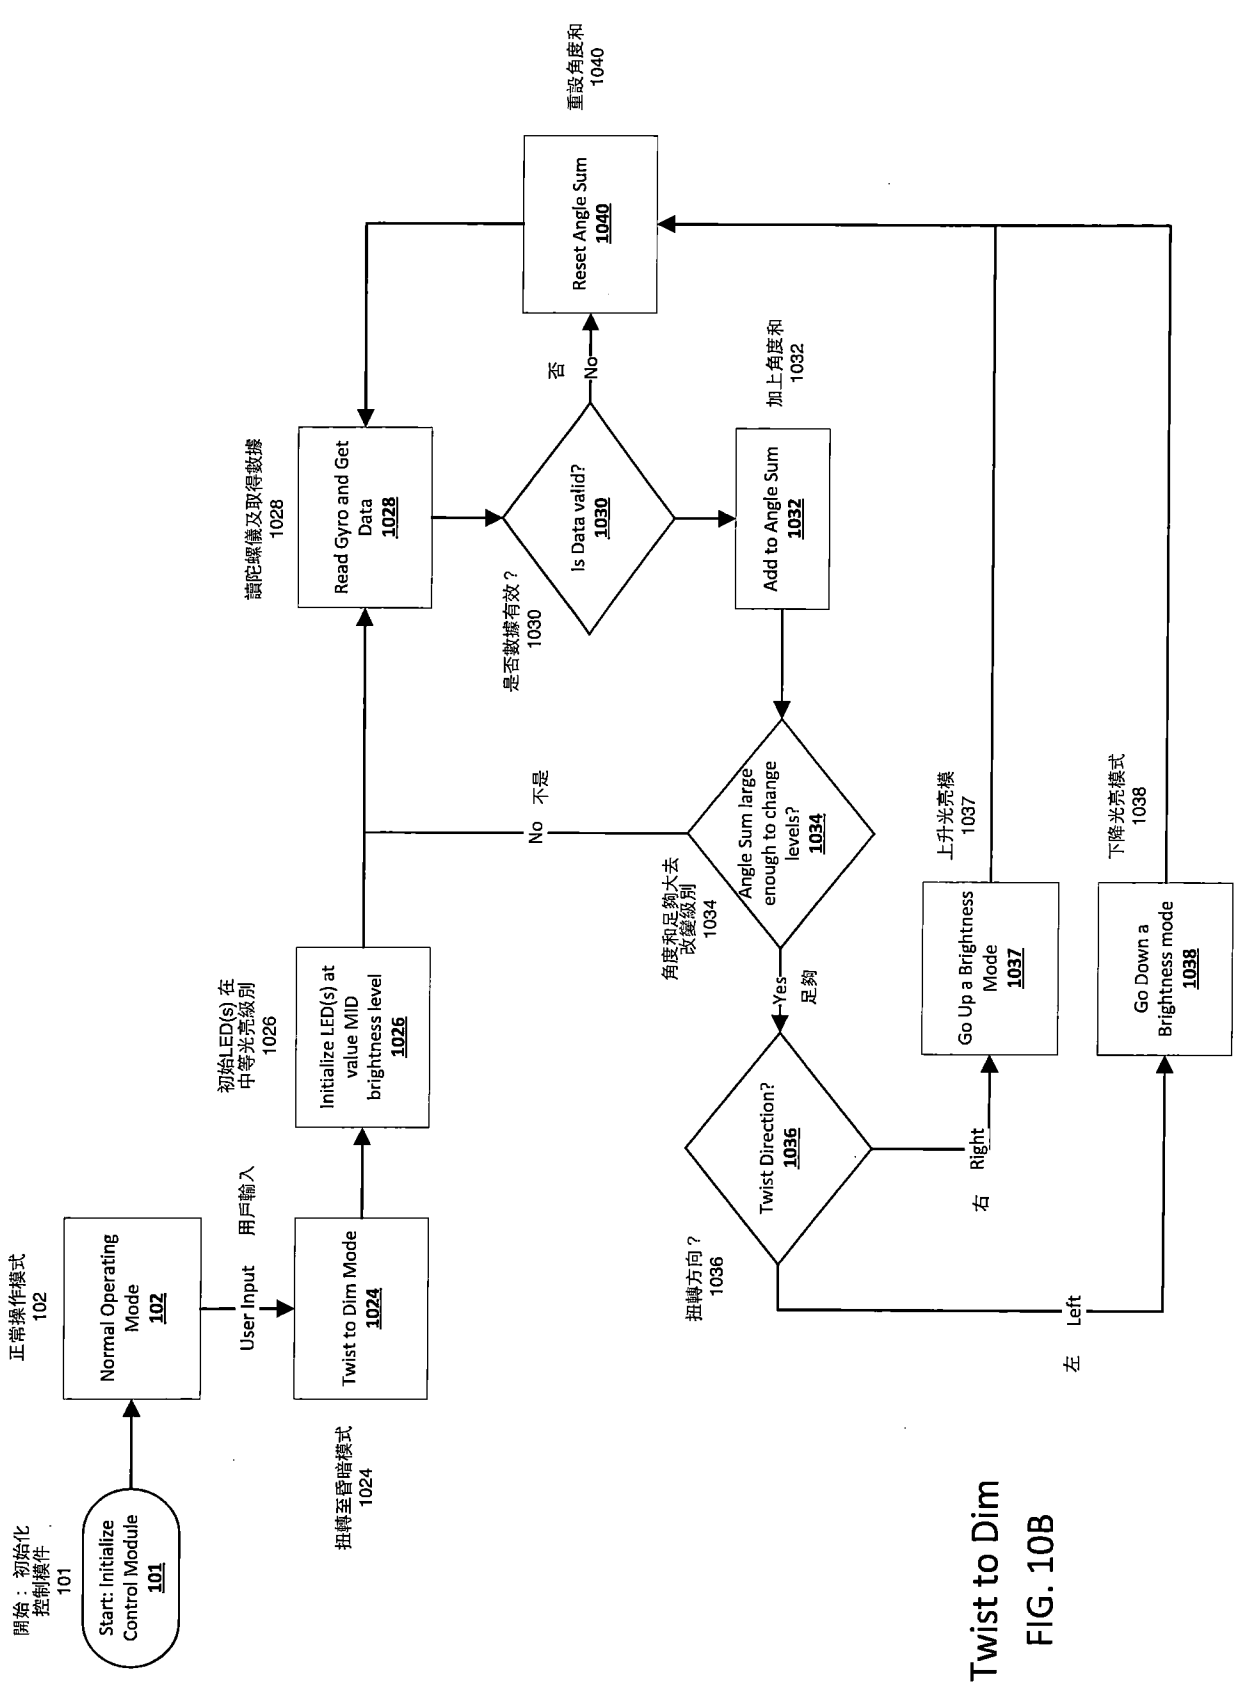 開始：初始化
控制模件
101
Start: Initialize
Control Module
101
正常操作模式
102
Normal Operating
Mode
102
User Input
用戶輸入
扭轉至昏暗模式
1024
Twist to Dim Mode
1024
初始LED(s) 在
中等光亮級別
1026
Initialize LED(s) at
value MID
brightness level
1026
讀陀螺儀及取得數據
1028
Read Gyro and Get
Data
1028
是否數據有效？
1030
Is Data valid?
1030
否
No
重設角度和
1040
Reset Angle Sum
1040
加上角度和
1032
Add to Angle Sum
1032
No 不是
角度和足夠大去
改變級別
1034
Angle Sum large
enough to change
levels?
1034
Yes
足夠
扭轉方向？
1036
Twist Direction?
1036
右
Right
左
Left
上升光亮模
1037
Go Up a Brightness
Mode
1037
下降光亮模式
1038
Go Down a
Brightness mode
1038
Twist to Dim
FIG. 10B